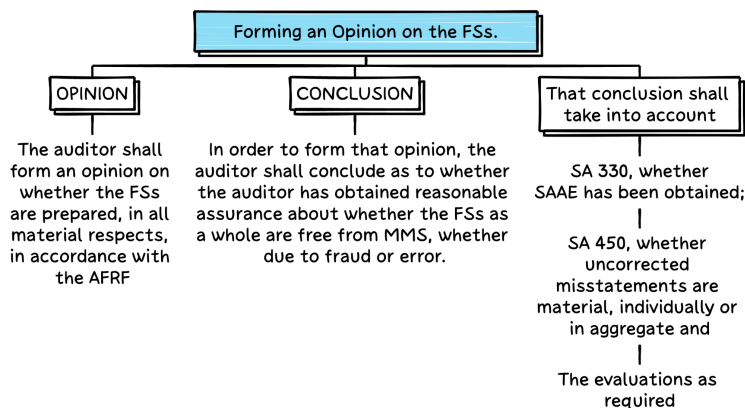 Forming an Opinion on the FSs.
OPINION
The auditor shall
form an opinion on
whether the FSs
are prepared, in all
material respects,
in accordance with
the AFRF
CONCLUSION
In order to form that opinion, the
auditor shall conclude as to whether
the auditor has obtained reasonable
assurance about whether the FSs as
a whole are free from MMS, whether
due to fraud or error.
That conclusion shall
take into account
SA 330, whether
SAAE has been obtained;
SA 450, whether
uncorrected
misstatements are
material, individually or
in aggregate and
The evaluations as
required